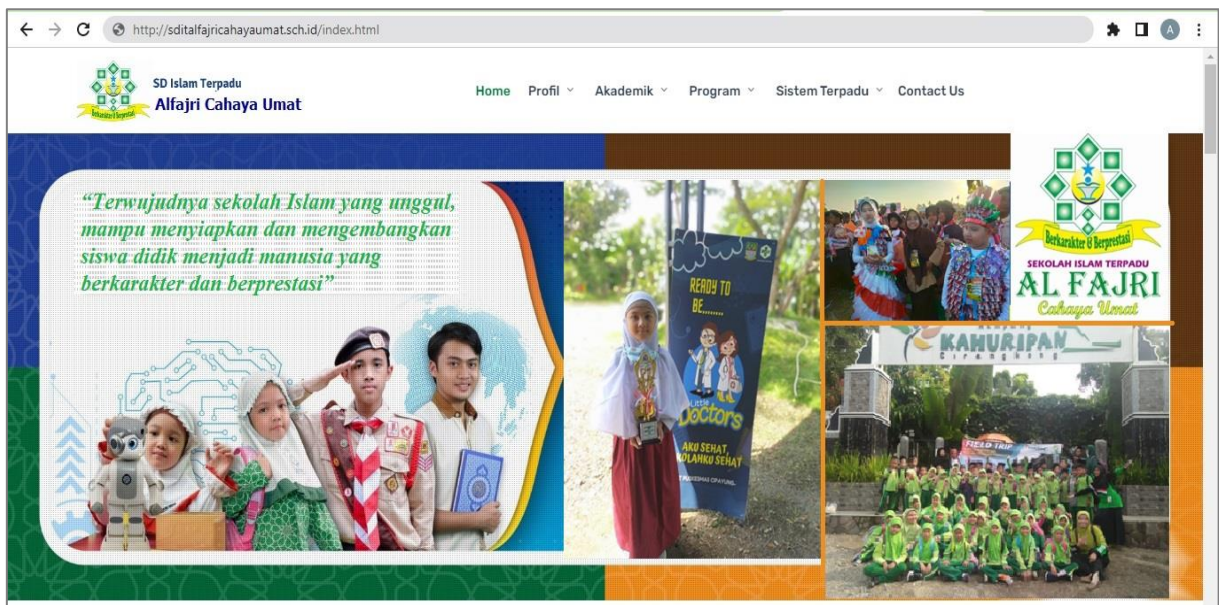 http://sditalfajricahayaumat.sch.id/index.html
A
SD Islam Terpadu
Alfajri Cahaya Umat
Berkarakter & Berprestasi
Home Profil Akademik Program Sistem Terpadu Contact Us
“Terwujudnya sekolah Islam yang unggul,
mampu menyiapkan dan mengembangkan
siswa didik menjadi manusia yang
berkarakter dan berprestasi”
READY TO
BE........
Little
Doctors
AKU SEHAT,
SEHAT
PUSKESMAS CIPAYUNG
Berkarakter & Berprestasi
SEKOLAH ISLAM TERPADU
AL FAJRI
Cahaya Umat
KAHURIPAN
Cirangkong
FIELD TRIP